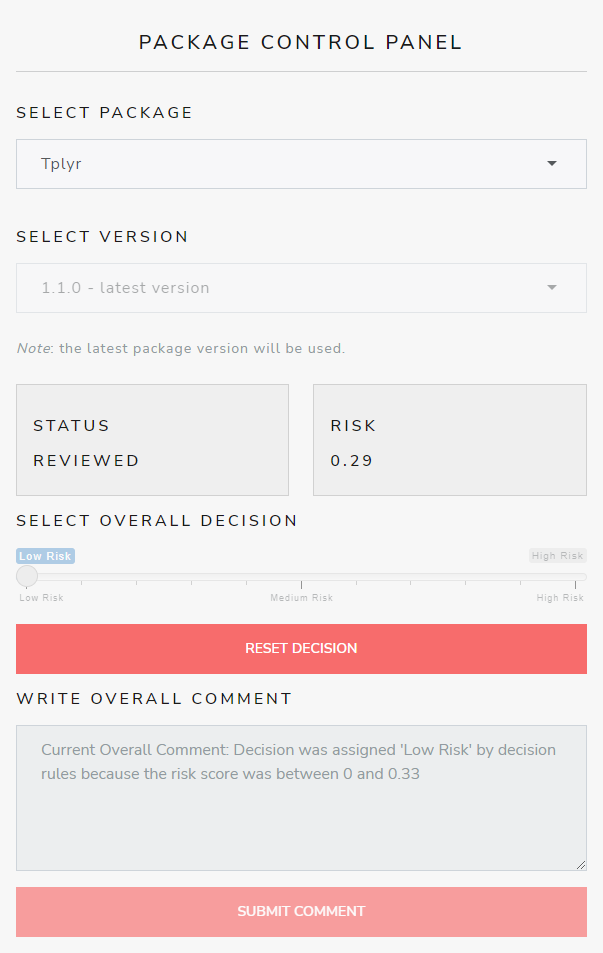 PACKAGE CONTROL PANEL
SELECT PACKAGE
Tplyr
SELECT VERSION
1.1.0 - latest version
Note: the latest package version will be used.
STATUS
REVIEWED
RISK
0.29
SELECT OVERALL DECISION
Low Risk
High Risk
Low Risk
Medium Risk
High Risk
RESET DECISION
WRITE OVERALL COMMENT
Current Overall Comment: Decision was assigned 'Low Risk' by decision
rules because the risk score was between 0 and 0.33
SUBMIT COMMENT